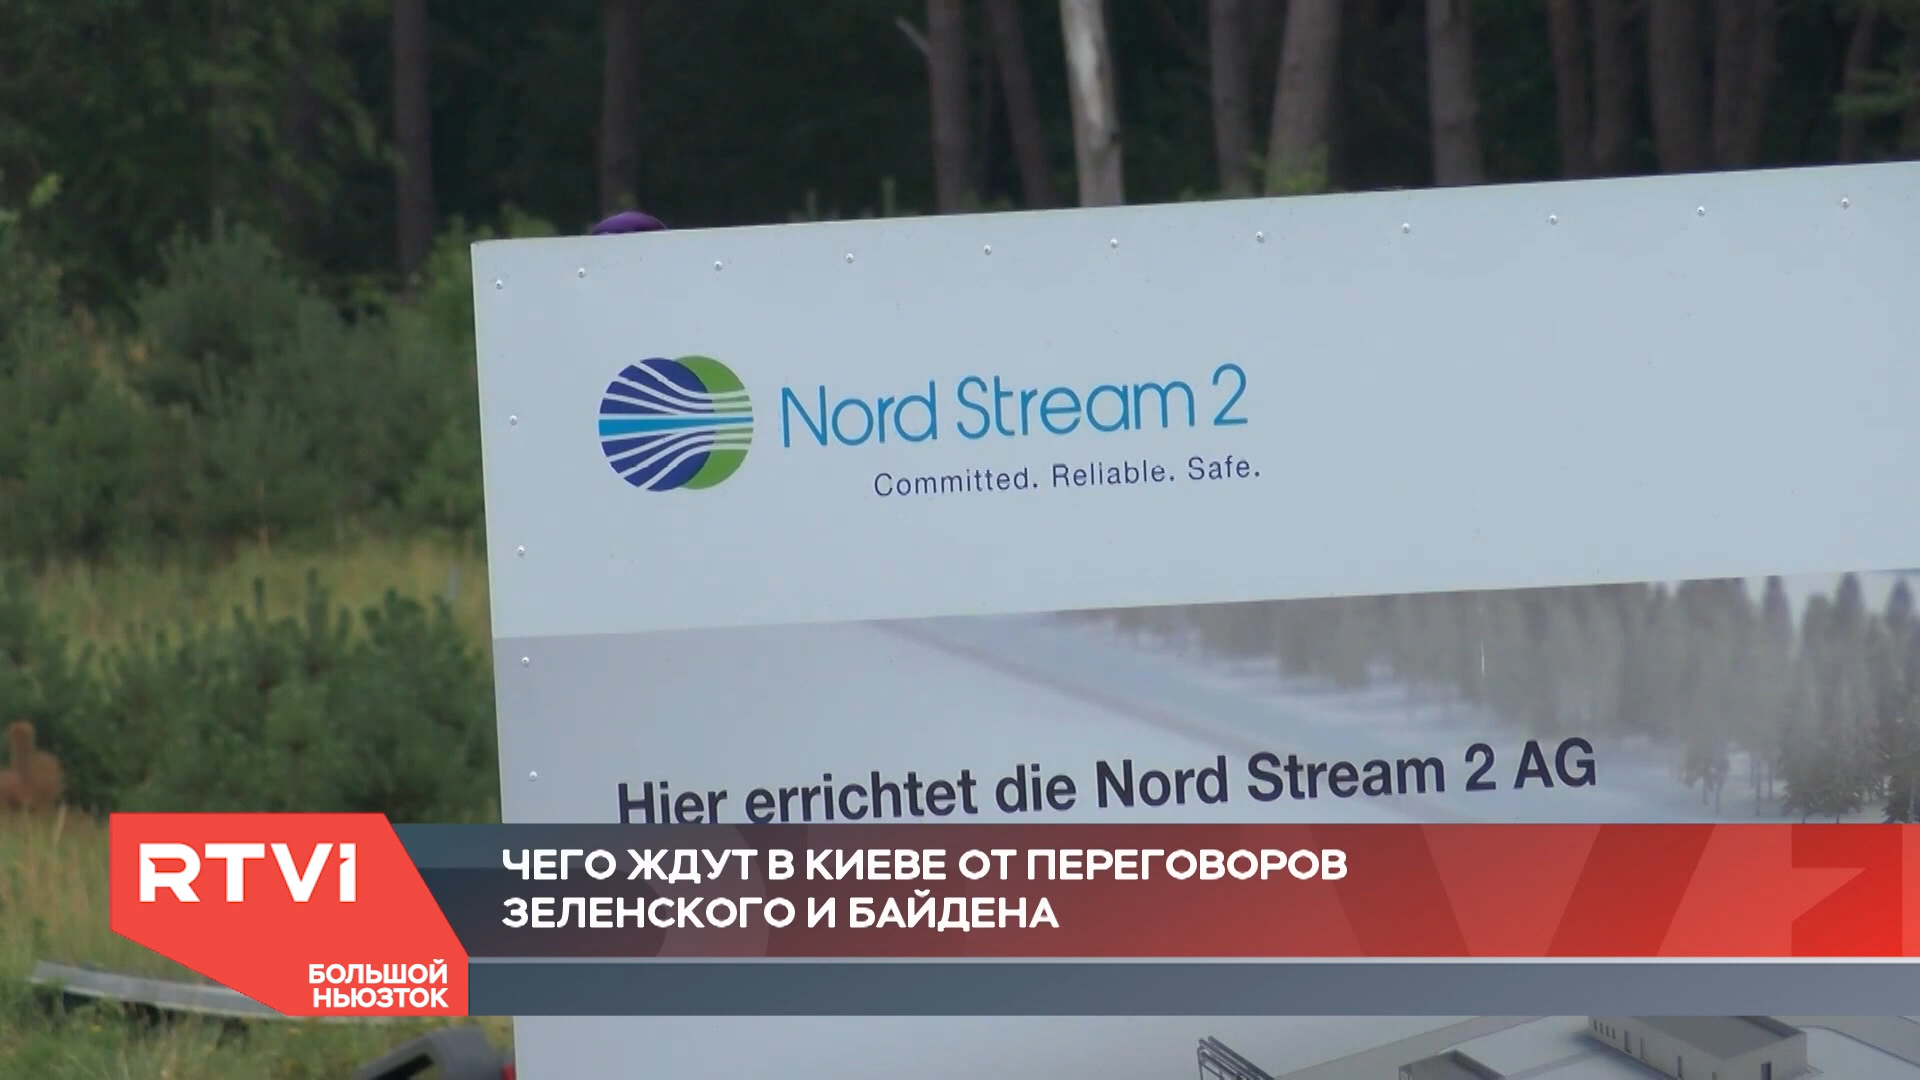 Nord Stream 2
Committed. Reliable. Safe.
Hier errichtet die Nord Stream 2 AG
RTVI
ЧЕГО ЖДУТ В КИЕВЕ ОТ ПЕРЕГОВОРОВ
ЗЕЛЕНСКОГО И БАЙДЕНА
БОЛЬШОЙ
НЬЮЗТОК